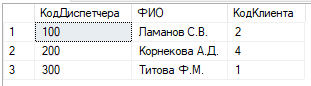 КодДиспетчера ФИО КодКлиента
1 100 Ламанов С.В. 2
2 200 Корнекова А.Д. 4
3 300 Титова Ф.М. 1